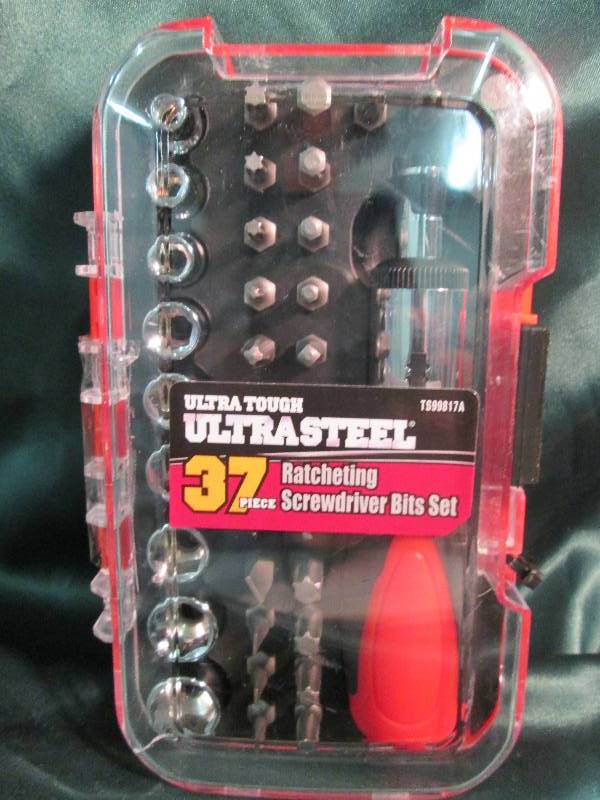 ULTRA TOUGH TS99817A
ULTRASTEEL®
37 PIECE Ratcheting
Screwdriver Bits Set